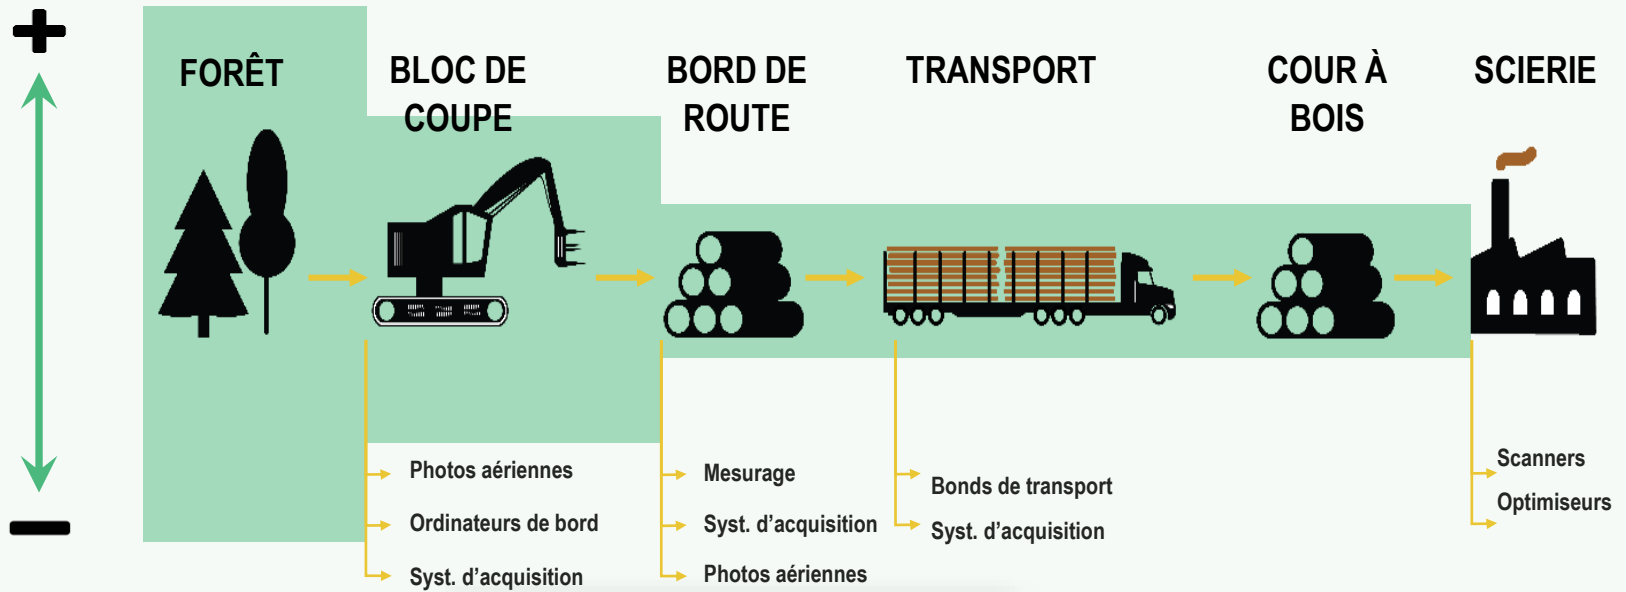 FORÊT
BLOC DE
COUPE
BORD DE
ROUTE
TRANSPORT
COUR À
BOIS
SCIERIE
Photos aériennes
Ordinateurs de bord
Syst. d’acquisition
Mesurage
Syst. d’acquisition
Photos aériennes
Bonds de transport
Syst. d’acquisition
Scanners
Optimiseurs